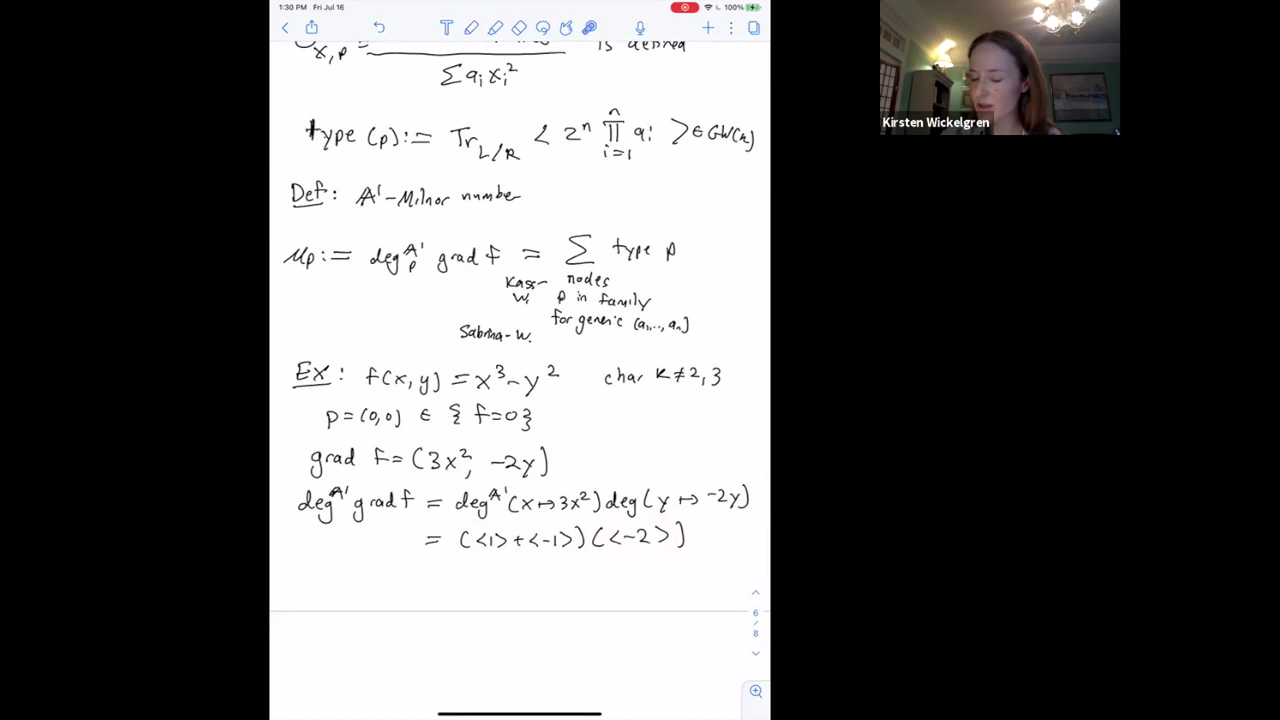 1:30 PM Fri Jul 16
100%
x,p = is defined
∑ aᵢ xᵢ²
type (p) := Tr_{L/k} < 2ⁿ ∏_{i=1}^{n} aᵢ > ∈ GW(k)
Def: A¹-Milnor number
μp := deg_p^{A¹} grad f = ∑ type p
Kass- nodes
W. p in family
for generic (a₁,..., aₙ)
Sabrina-W.
Ex: f(x,y) = x³-y² char k≠2,3
p=(0,0) ∈ { f=0}
grad f=(3x², -2y)
deg^{A¹} grad f = deg^{A¹}(x↦3x²) deg(y↦-2y)
= (<1>+<-1>)(<-2>)
6
/
8
Kirsten Wickelgren